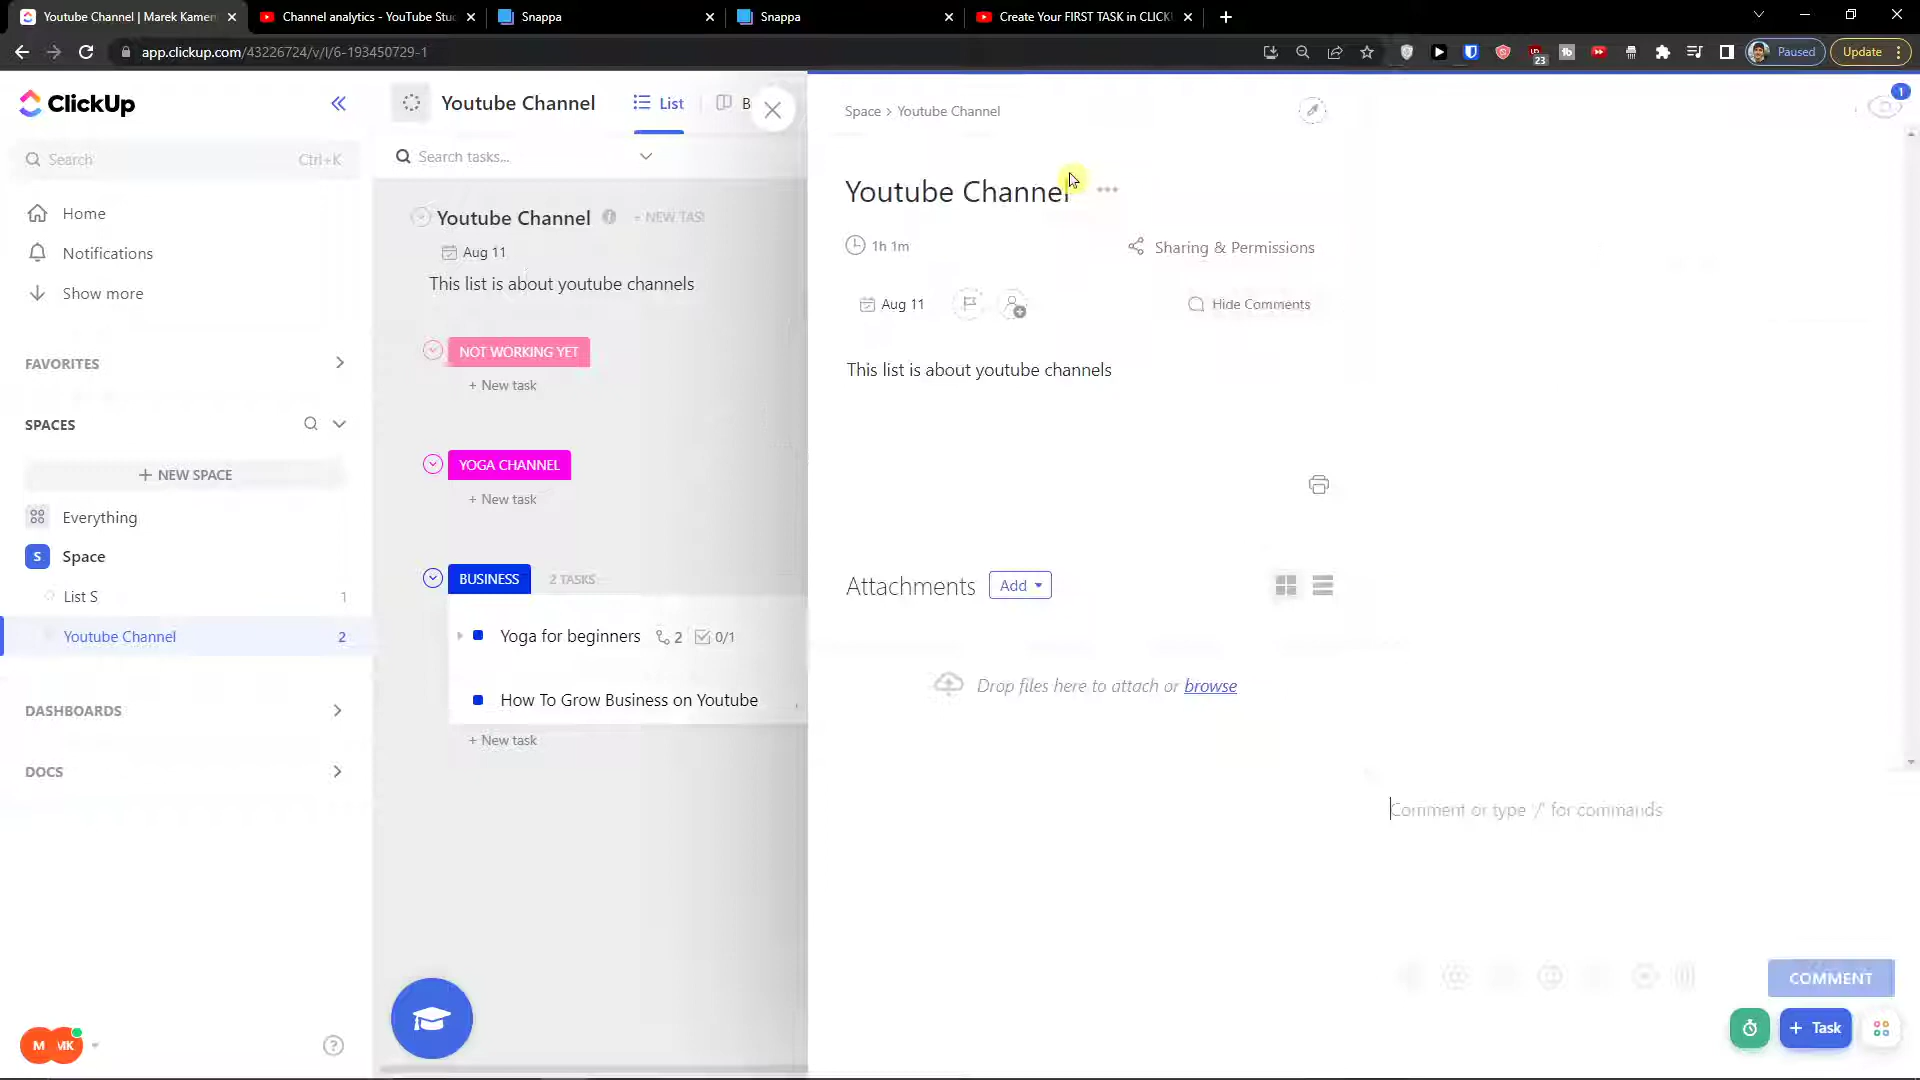 Youtube Channel | Marek Kamen
Channel analytics - YouTube Stu
Snappa
Snappa
Create Your FIRST TASK in CLICK
app.clickup.com/43226724/v/l/6-193450729-1
23
Paused
Update
ClickUp
Search
Ctrl+K
Home
Notifications
Show more
FAVORITES
SPACES
+ NEW SPACE
Everything
S
Space
List S
1
Youtube Channel
2
DASHBOARDS
DOCS
M
MK
?
Youtube Channel
List
B
Search tasks...
Youtube Channel
+ NEW TAS
Aug 11
This list is about youtube channels
NOT WORKING YET
+ New task
YOGA CHANNEL
+ New task
BUSINESS
2 TASKS
Yoga for beginners
2
0/1
How To Grow Business on Youtube
+ New task
Space > Youtube Channel
1
Youtube Channel
1h 1m
Sharing & Permissions
Aug 11
Hide Comments
This list is about youtube channels
Attachments
Add
Drop files here to attach or browse
Comment or type '/' for commands
COMMENT
+ Task